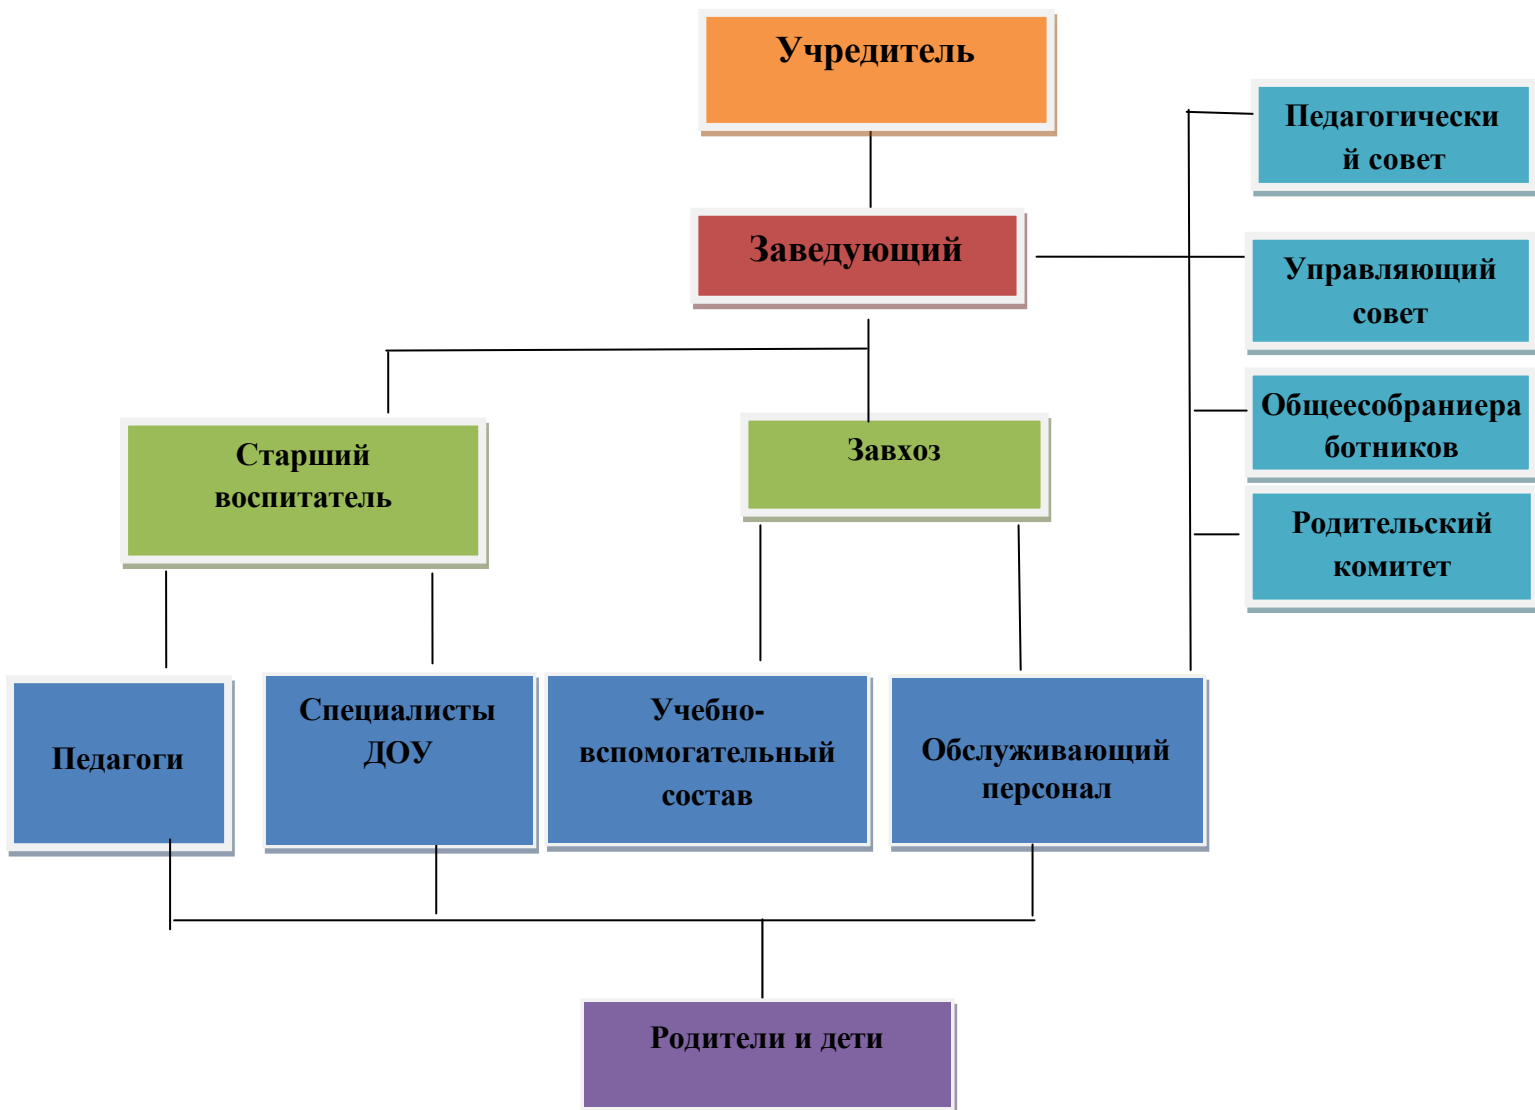 Учредитель
Педагогически
й совет
Заведующий
Управляющий
совет
Общеесобраниера
ботников
Старший
воспитатель
Завхоз
Родительский
комитет
Педагоги
Специалисты
ДОУ
Учебно-
вспомогательный
состав
Обслуживающий
персонал
Родители и дети